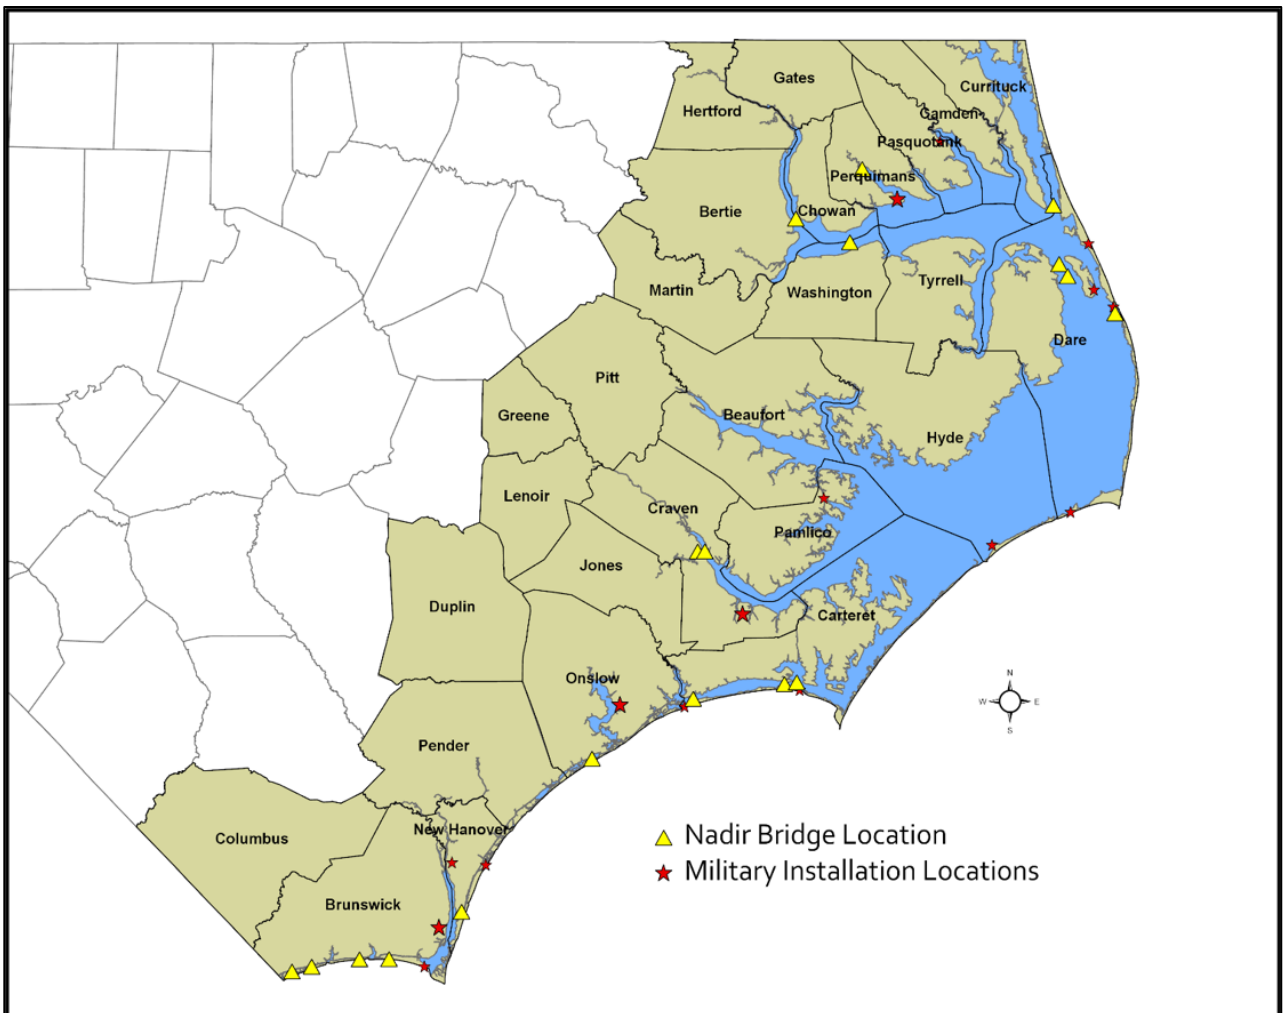 Gates
Currituck
Hertford
Camden
Pasquotank
Perquimans
Bertie
Chowan
Martin
Washington
Tyrrell
Dare
Pitt
Greene
Beaufort
Hyde
Lenoir
Craven
Pamlico
Jones
Duplin
Carteret
Onslow
N
W
E
S
Pender
Columbus
New Hanover
Nadir Bridge Location
Military Installation Locations
Brunswick